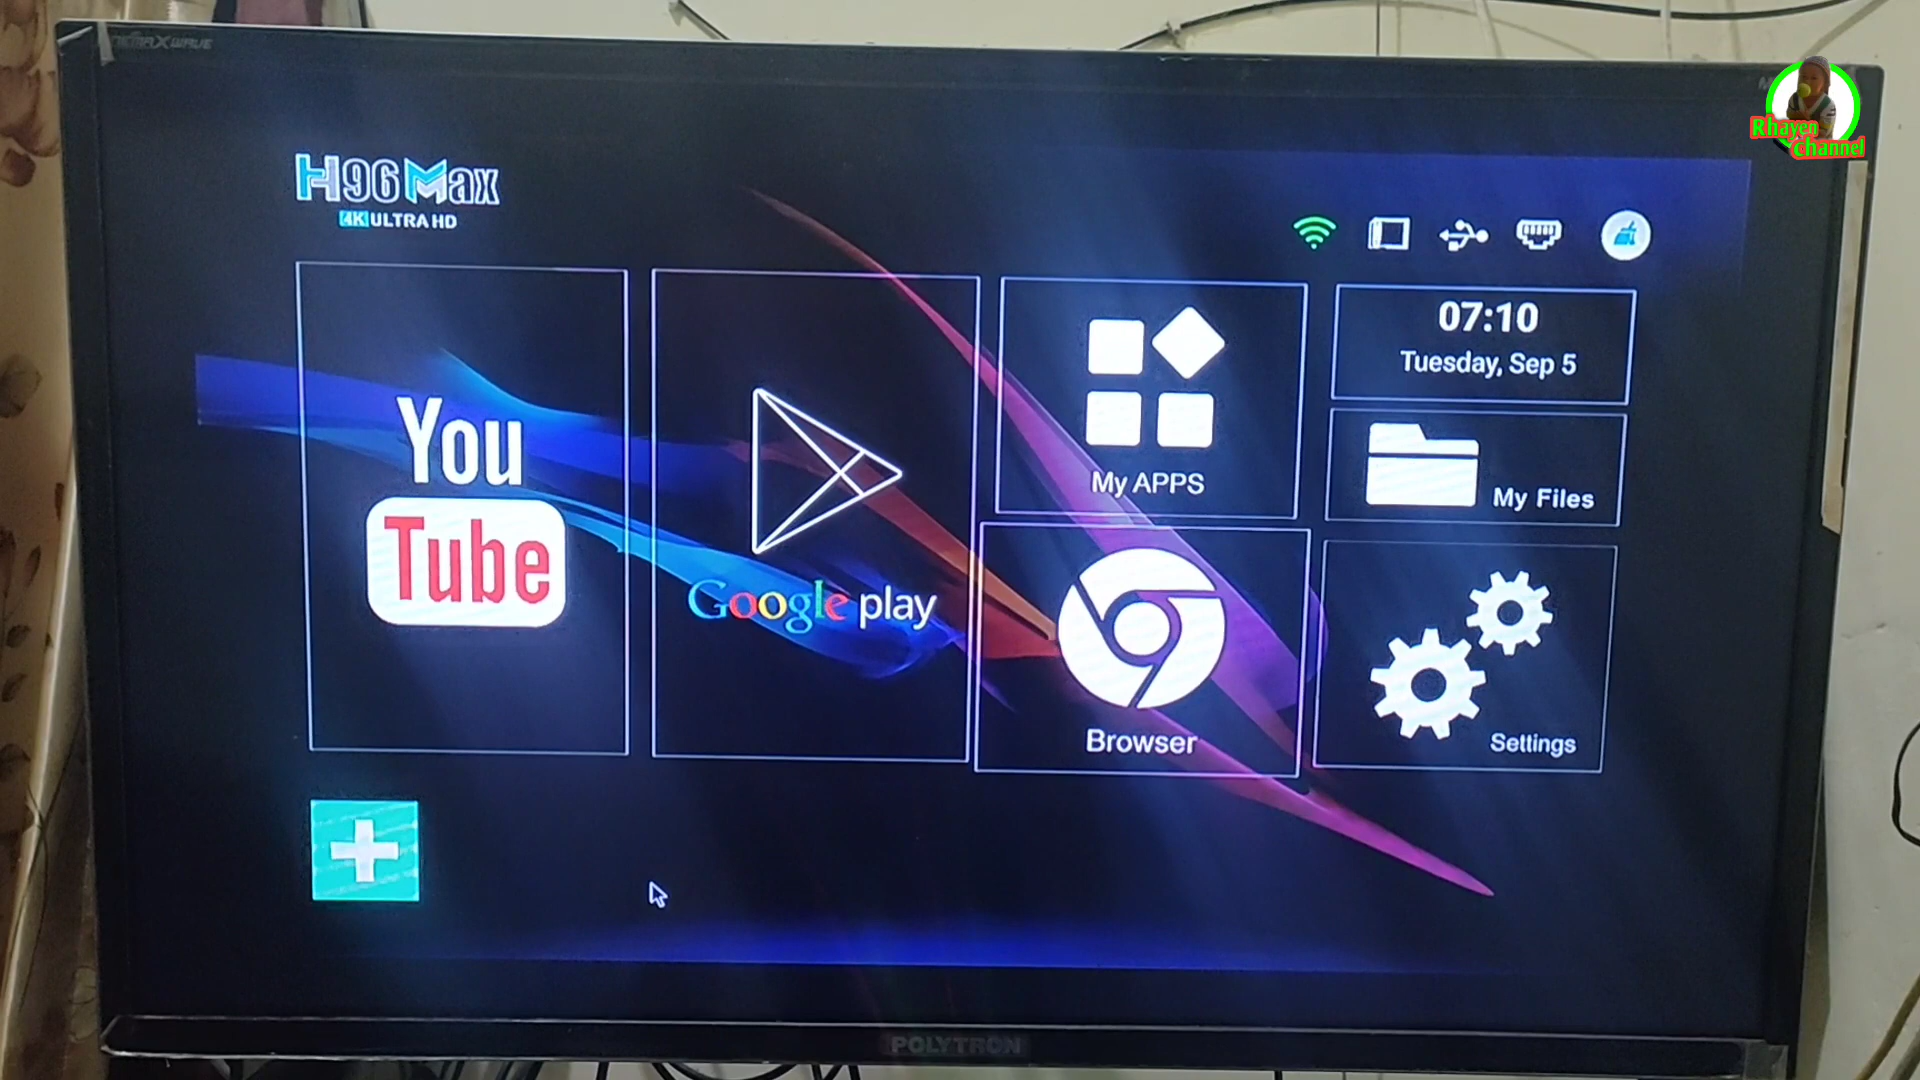 CINEMAXWAVE
Rhayen
Channel
H96 Max
4K ULTRA HD
07:10
Tuesday, Sep 5
You
Tube
Google play
My APPS
My Files
Browser
Settings
POLYTRON